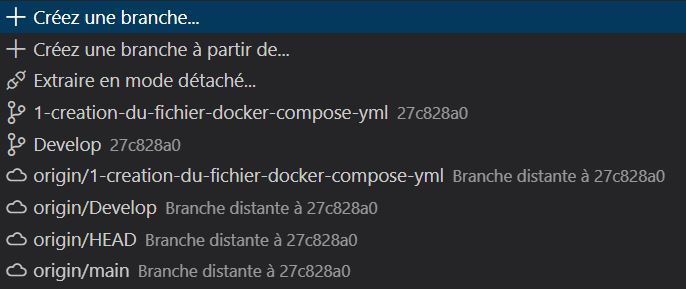 Créez une branche...
Créez une branche à partir de...
Extraire en mode détaché...
1-creation-du-fichier-docker-compose-yml 27c828a0
Develop 27c828a0
origin/1-creation-du-fichier-docker-compose-yml Branche distante à 27c828a0
origin/Develop Branche distante à 27c828a0
origin/HEAD Branche distante à 27c828a0
origin/main Branche distante à 27c828a0